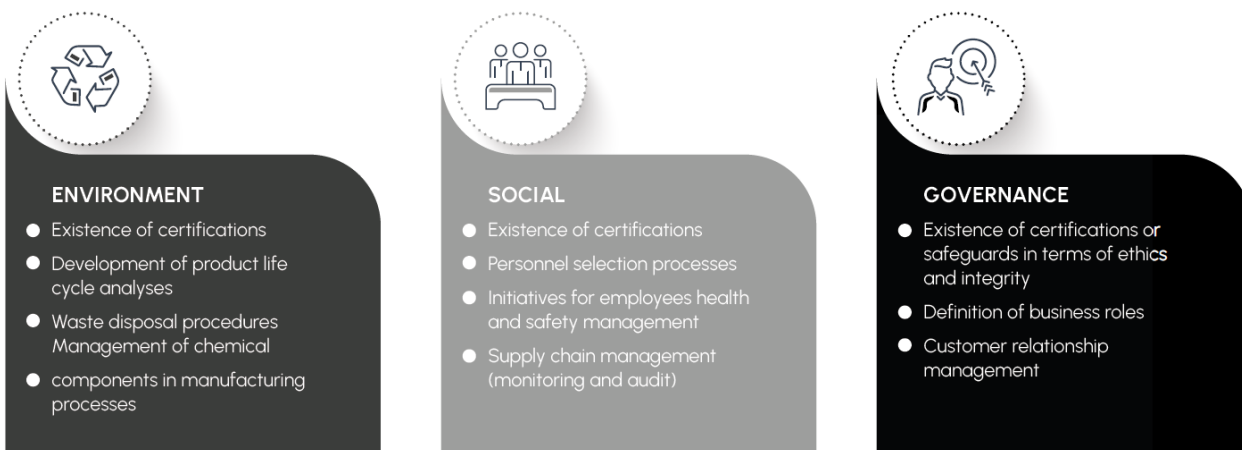 ENVIRONMENT
Existence of certifications
Development of product life
cycle analyses
Waste disposal procedures
Management of chemical
components in manufacturing
processes
SOCIAL
Existence of certifications
Personnel selection processes
Initiatives for employees health
and safety management
Supply chain management
(monitoring and audit)
GOVERNANCE
Existence of certifications or
safeguards in terms of ethics
and integrity
Definition of business roles
Customer relationship
management